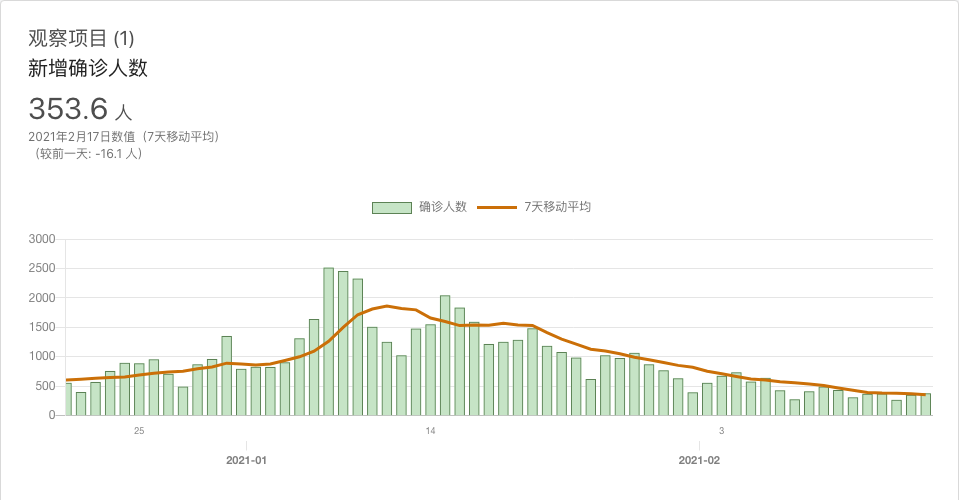 观察项目 (1)
新增确诊人数
353.6 人
2021年2月17日数值（7天移动平均）
（较前一天: -16.1 人）
确诊人数 7天移动平均
3000
2500
2000
1500
1000
500
0
25 14 3
2021-01 2021-02